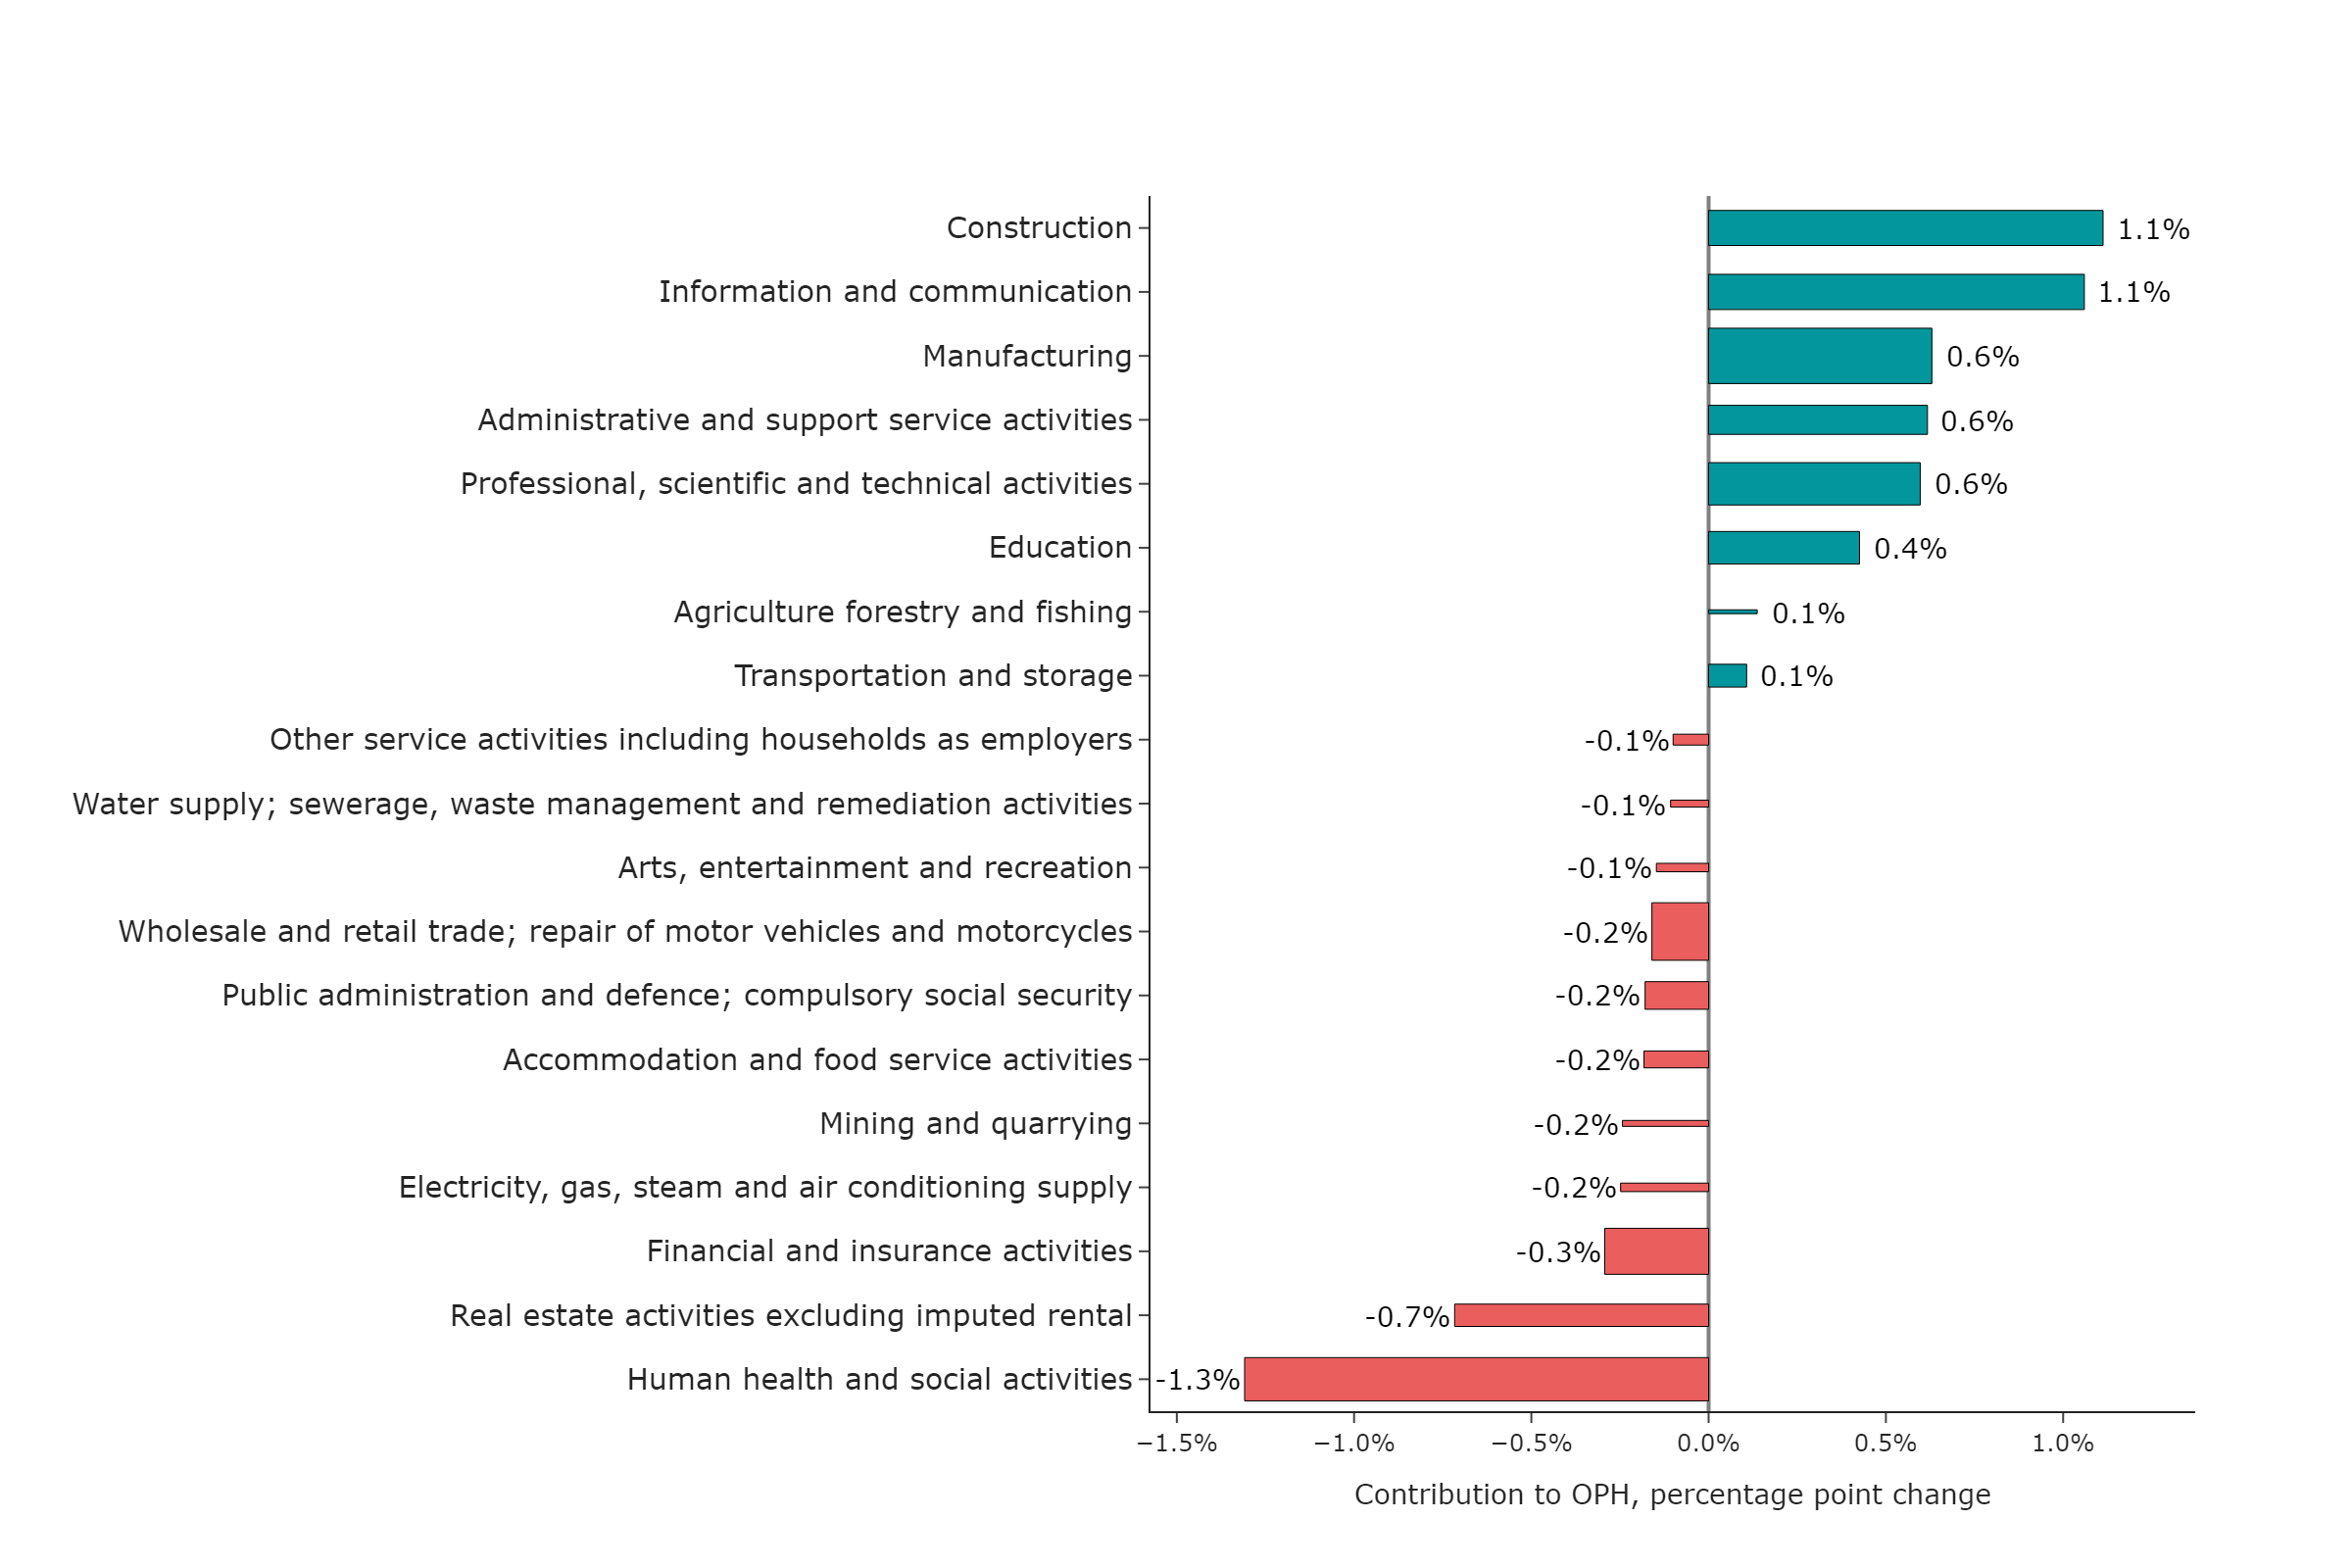 Construction 1.1%
Information and communication 1.1%
Manufacturing 0.6%
Administrative and support service activities 0.6%
Professional, scientific and technical activities 0.6%
Education 0.4%
Agriculture forestry and fishing 0.1%
Transportation and storage 0.1%
Other service activities including households as employers -0.1%
Water supply; sewerage, waste management and remediation activities -0.1%
Arts, entertainment and recreation -0.1%
Wholesale and retail trade; repair of motor vehicles and motorcycles -0.2%
Public administration and defence; compulsory social security -0.2%
Accommodation and food service activities -0.2%
Mining and quarrying -0.2%
Electricity, gas, steam and air conditioning supply -0.2%
Financial and insurance activities -0.3%
Real estate activities excluding imputed rental -0.7%
Human health and social activities -1.3%
−1.5% −1.0% −0.5% 0.0% 0.5% 1.0%
Contribution to OPH, percentage point change